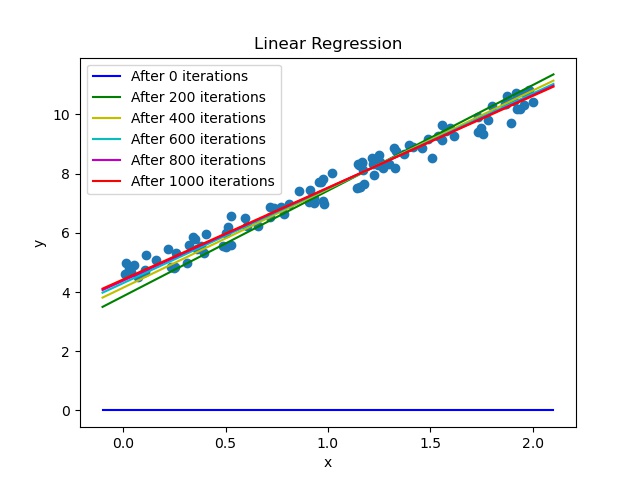 Linear Regression
After 0 iterations
After 200 iterations
After 400 iterations
After 600 iterations
After 800 iterations
After 1000 iterations
10
8
6
4
2
0
y
0.0 0.5 1.0 1.5 2.0
x